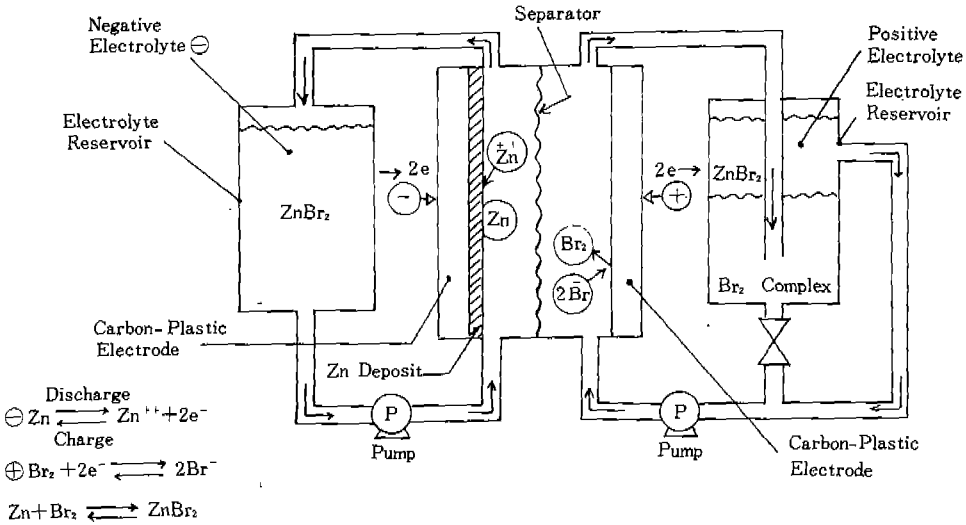 Negative
Electrolyte ⊖
Separator
Positive
Electrolyte
Electrolyte
Reservoir
Electrolyte
Reservoir
ZnBr₂
→ 2e
⊖
Zn⁺⁺
Zn
2e →
+
Br₂
2Br⁻
ZnBr₂
Br₂ Complex
Carbon-Plastic
Electrode
Zn Deposit
P
Pump
P
Pump
Carbon-Plastic
Electrode
Discharge
⊖ Zn ⇄ Zn⁺⁺ + 2e⁻
Charge
⊕ Br₂ + 2e⁻ ⇄ 2Br⁻
Zn + Br₂ ⇄ ZnBr₂